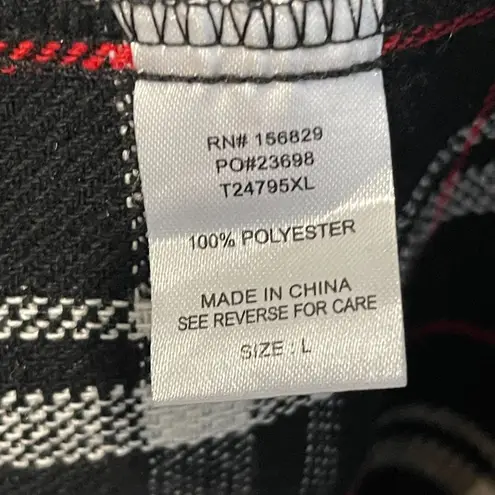 RN# 156829
PO#23698
T24795XL
100% POLYESTER
MADE IN CHINA
SEE REVERSE FOR CARE
SIZE : L